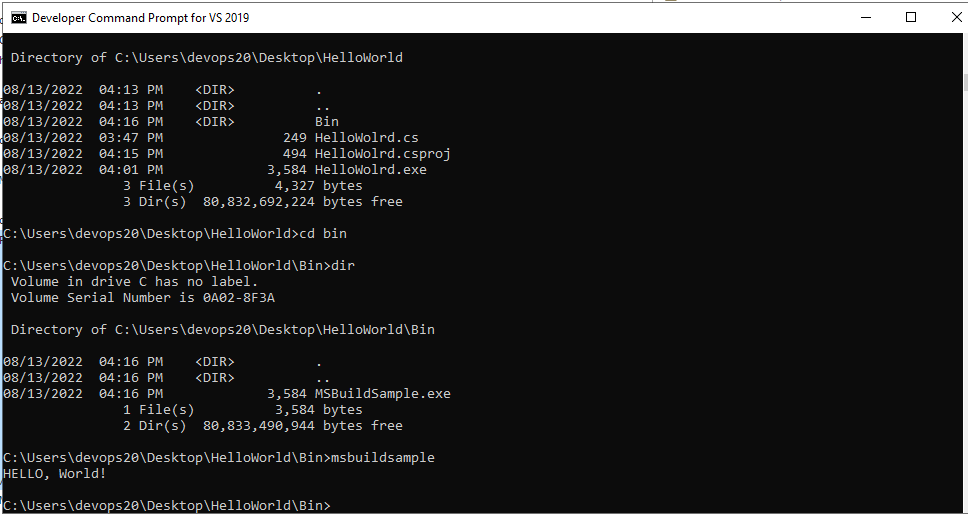 Developer Command Prompt for VS 2019
Directory of C:\Users\devops20\Desktop\HelloWorld
08/13/2022  04:13 PM    <DIR>          .
08/13/2022  04:13 PM    <DIR>          ..
08/13/2022  04:16 PM    <DIR>          Bin
08/13/2022  03:47 PM               249 HelloWolrd.cs
08/13/2022  04:15 PM               494 HelloWolrd.csproj
08/13/2022  04:01 PM             3,584 HelloWolrd.exe
               3 File(s)          4,327 bytes
               3 Dir(s)  80,832,692,224 bytes free
C:\Users\devops20\Desktop\HelloWorld>cd bin
C:\Users\devops20\Desktop\HelloWorld\Bin>dir
 Volume in drive C has no label.
 Volume Serial Number is 0A02-8F3A
 Directory of C:\Users\devops20\Desktop\HelloWorld\Bin
08/13/2022  04:16 PM    <DIR>          .
08/13/2022  04:16 PM    <DIR>          ..
08/13/2022  04:16 PM             3,584 MSBuildSample.exe
               1 File(s)          3,584 bytes
               2 Dir(s)  80,833,490,944 bytes free
C:\Users\devops20\Desktop\HelloWorld\Bin>msbuildsample
HELLO, World!
C:\Users\devops20\Desktop\HelloWorld\Bin>